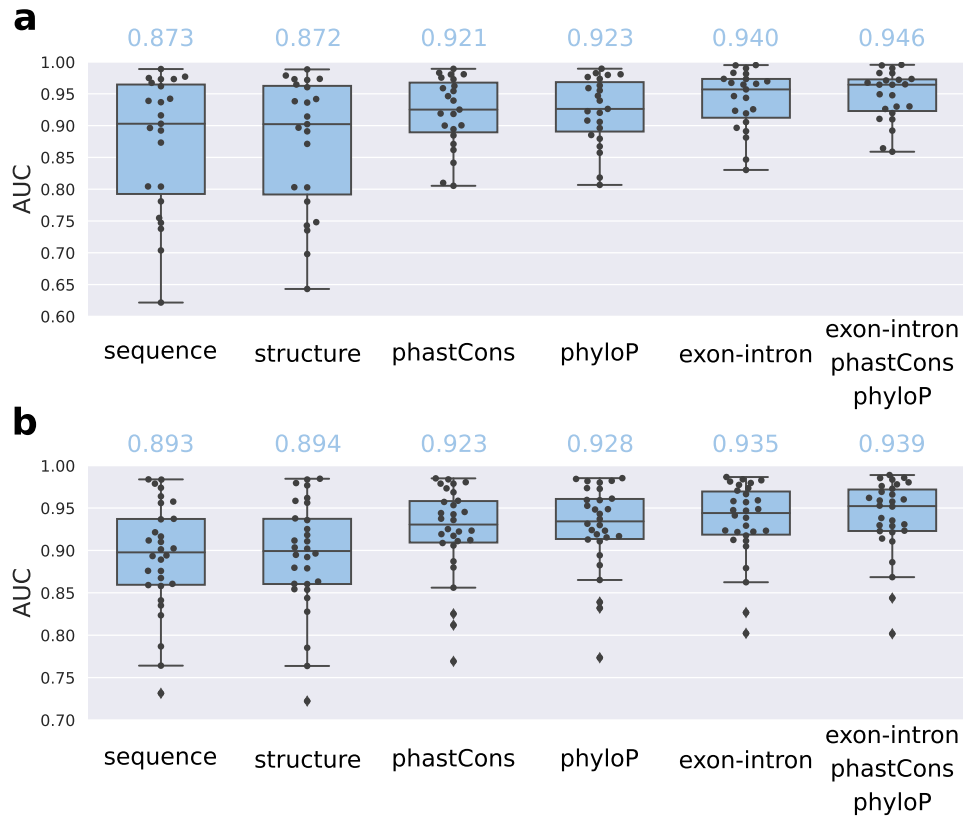 a
0.873 0.872 0.921 0.923 0.940 0.946
1.00
0.95
0.90
0.85
0.80
0.75
0.70
0.65
0.60
AUC
sequence structure phastCons phyloP exon-intron exon-intron
phastCons
phyloP
b
0.893 0.894 0.923 0.928 0.935 0.939
1.00
0.95
0.90
0.85
0.80
0.75
0.70
AUC
sequence structure phastCons phyloP exon-intron exon-intron
phastCons
phyloP